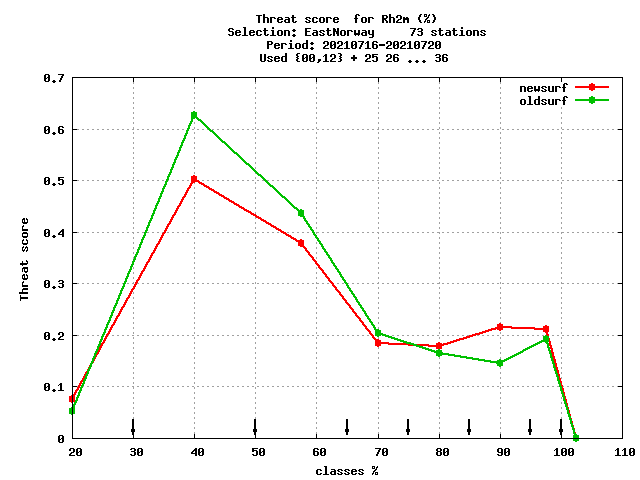 Threat score  for Rh2m (%)
Selection: EastNorway     73 stations
Period: 20210716-20210720
Used {00,12} + 25 26 ... 36
newsurf
oldsurf
Threat score
0.7
0.6
0.5
0.4
0.3
0.2
0.1
0
20 30 40 50 60 70 80 90 100 110
classes %